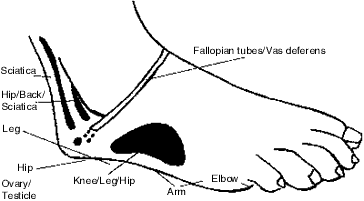 Fallopian tubes/Vas deferens
Sciatica
Hip/Back/
Sciatica
Leg
Hip
Ovary/
Testicle
Knee/Leg/Hip
Arm
Elbow